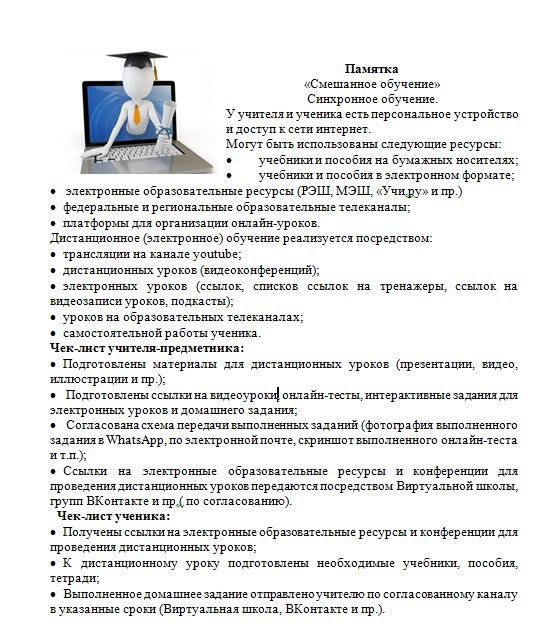 Памятка
«Смешанное обучение»
Синхронное обучение.
У учителя и ученика есть персональное устройство
и доступ к сети интернет.
Могут быть использованы следующие ресурсы:
• учебники и пособия на бумажных носителях;
• учебники и пособия в электронном формате;
• электронные образовательные ресурсы (РЭШ, МЭШ, «Учи,ру» и пр.)
• федеральные и региональные образовательные телеканалы;
• платформы для организации онлайн-уроков.
Дистанционное (электронное) обучение реализуется посредством:
• трансляции на канале youtube;
• дистанционных уроков (видеоконференций);
• электронных уроков (ссылок, списков ссылок на тренажеры, ссылок на
видеозаписи уроков, подкасты);
• уроков на образовательных телеканалах;
• самостоятельной работы ученика.
Чек-лист учителя-предметника:
• Подготовлены материалы для дистанционных уроков (презентации, видео,
иллюстрации и пр.);
• Подготовлены ссылки на видеоуроки, онлайн-тесты, интерактивные задания для
электронных уроков и домашнего задания;
• Согласована схема передачи выполненных заданий (фотография выполненного
задания в WhatsApp, по электронной почте, скриншот выполненного онлайн-теста
и т.п.);
• Ссылки на электронные образовательные ресурсы и конференции для
проведения дистанционных уроков передаются посредством Виртуальной школы,
групп ВКонтакте и пр.( по согласованию).
Чек-лист ученика:
• Получены ссылки на электронные образовательные ресурсы и конференции для
проведения дистанционных уроков;
• К дистанционному уроку подготовлены необходимые учебники, пособия,
тетради;
• Выполненное домашнее задание отправлено учителю по согласованному каналу
в указанные сроки (Виртуальная школа, ВКонтакте и пр.).